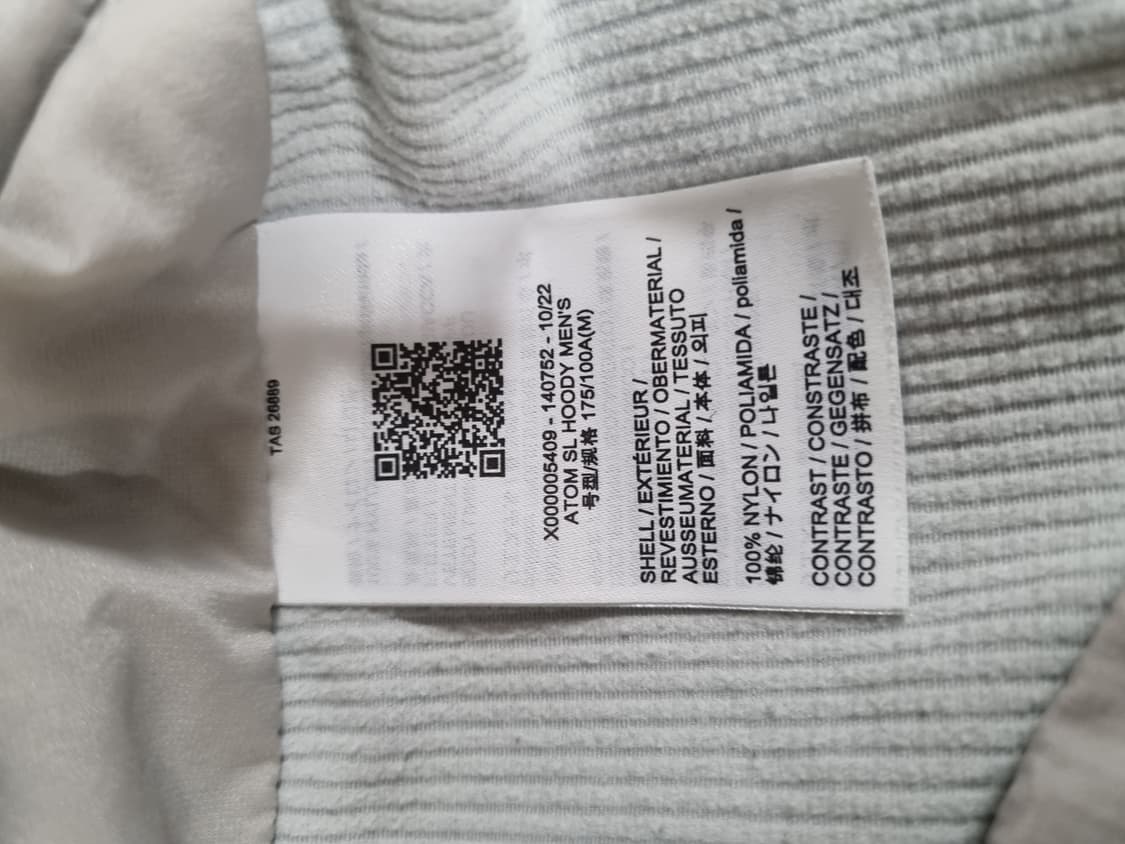 TAS 26689
X000005409 - 140752 - 10/22
ATOM SL HOODY MEN'S
号型/规格 175/100A(M)
SHELL / EXTÉRIEUR /
REVESTIMIENTO / OBERMATERIAL /
AUSSEUMATERIAL / TESSUTO
ESTERNO / 面料 / 本体 / 외피
100% NYLON / POLIAMIDA / poliamida /
锦纶 / ナイロン / 나일론
CONTRAST / CONSTRASTE /
CONTRASTE / GEGENSATZ /
CONTRASTO / 拼布 / 配色 / 대조